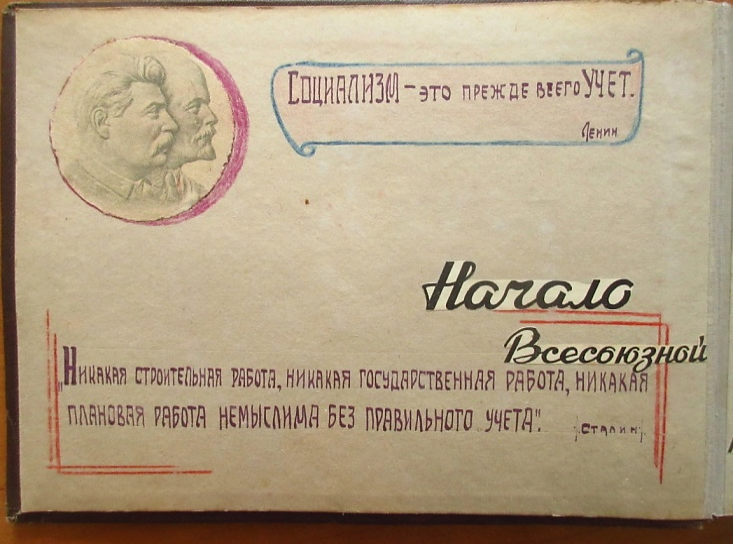 Социализм – это прежде всего учет.
Ленин
Начало
Всесоюзной
„Никакая строительная работа, никакая государственная работа, никакая
плановая работа немыслима без правильного учета".
(Сталин)